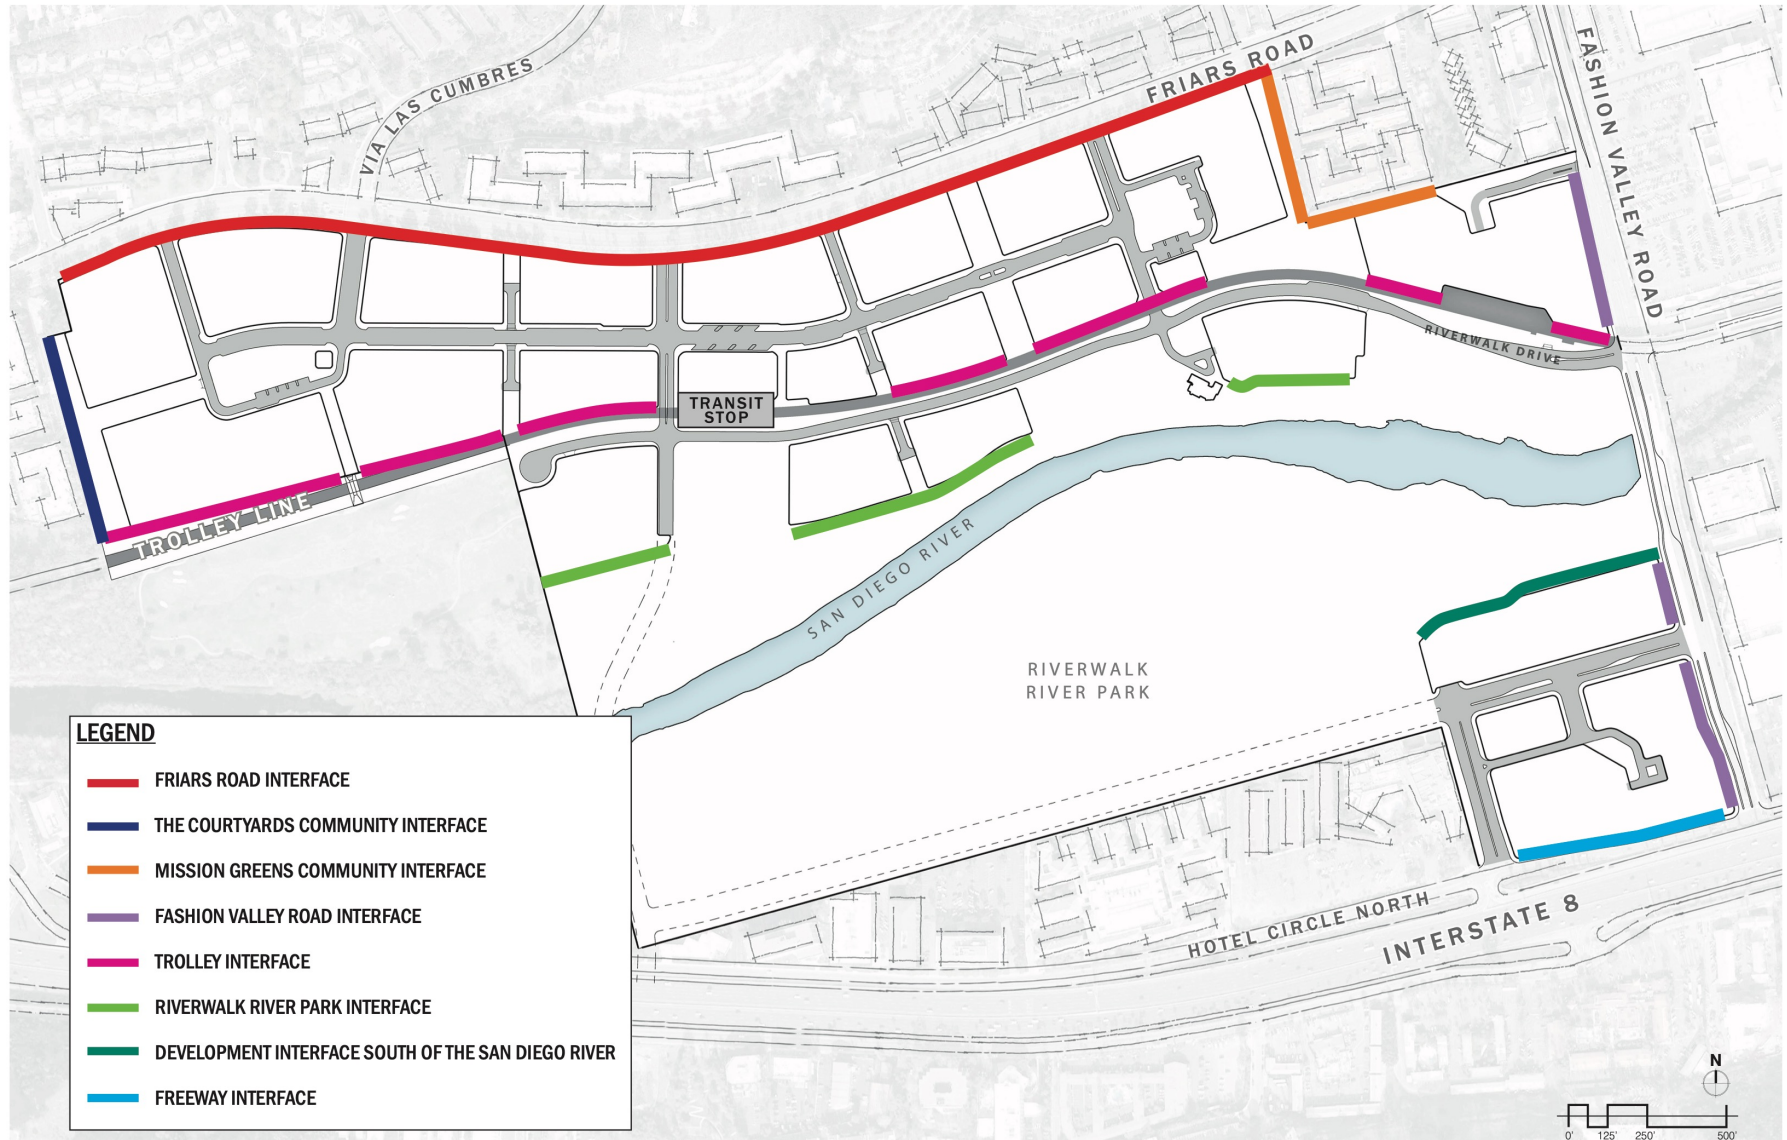 VIA LAS CUMBRES
FRIARS ROAD
FASHION VALLEY ROAD
RIVERWALK DRIVE
TRANSIT
STOP
TROLLEY LINE
SAN DIEGO RIVER
RIVERWALK
RIVER PARK
HOTEL CIRCLE NORTH
INTERSTATE 8
LEGEND
FRIARS ROAD INTERFACE
THE COURTYARDS COMMUNITY INTERFACE
MISSION GREENS COMMUNITY INTERFACE
FASHION VALLEY ROAD INTERFACE
TROLLEY INTERFACE
RIVERWALK RIVER PARK INTERFACE
DEVELOPMENT INTERFACE SOUTH OF THE SAN DIEGO RIVER
FREEWAY INTERFACE
N
0' 125' 250' 500'